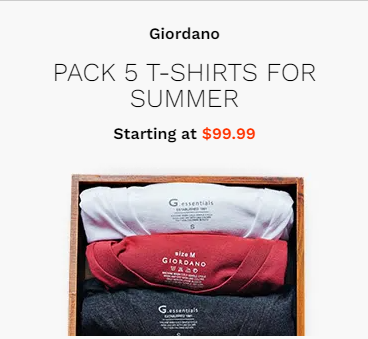 Giordano
PACK 5 T-SHIRTS FOR
SUMMER
Starting at $99.99
G.essentials
ESTABLISHED 1981
S
size M
GIORDANO
G.essentials
ESTABLISHED 1981
S